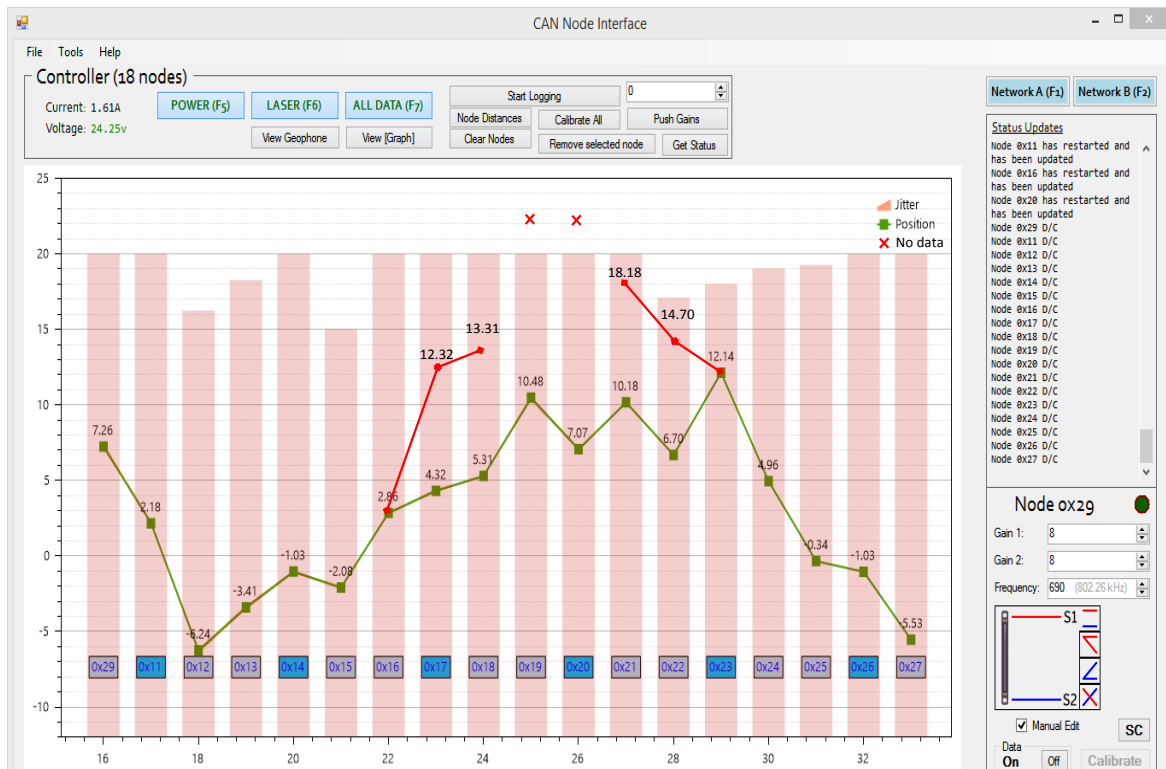 CAN Node Interface
File Tools Help
Controller (18 nodes)
Current: 1.61A
Voltage: 24.25v
POWER (F5)
LASER (F6)
ALL DATA (F7)
View Geophone
View [Graph]
Start Logging
0
Node Distances
Calibrate All
Push Gains
Clear Nodes
Remove selected node
Get Status
Network A (F1)
Network B (F2)
Status Updates
Node 0x11 has restarted and
has been updated
Node 0x16 has restarted and
has been updated
Node 0x20 has restarted and
has been updated
Node 0x29 D/C
Node 0x11 D/C
Node 0x12 D/C
Node 0x13 D/C
Node 0x14 D/C
Node 0x15 D/C
Node 0x16 D/C
Node 0x17 D/C
Node 0x18 D/C
Node 0x19 D/C
Node 0x20 D/C
Node 0x21 D/C
Node 0x22 D/C
Node 0x23 D/C
Node 0x24 D/C
Node 0x25 D/C
Node 0x26 D/C
Node 0x27 D/C
25
20
15
10
5
0
-5
-10
Jitter
Position
No data
18.18
14.70
13.31
12.32
12.14
10.48
10.18
7.26
7.07
6.70
5.31
4.96
4.32
2.86
2.18
-0.34
-1.03
-1.03
-2.08
-3.41
-6.24
-5.53
0x29 0x11 0x12 0x13 0x14 0x15 0x16 0x17 0x18 0x19 0x20 0x21 0x22 0x23 0x24 0x25 0x26 0x27
16 18 20 22 24 26 28 30 32
Node 0x29
Gain 1: 8
Gain 2: 8
Frequency: 690 (802.26 kHz)
S1
S2
Manual Edit
SC
Data
On
Off
Calibrate